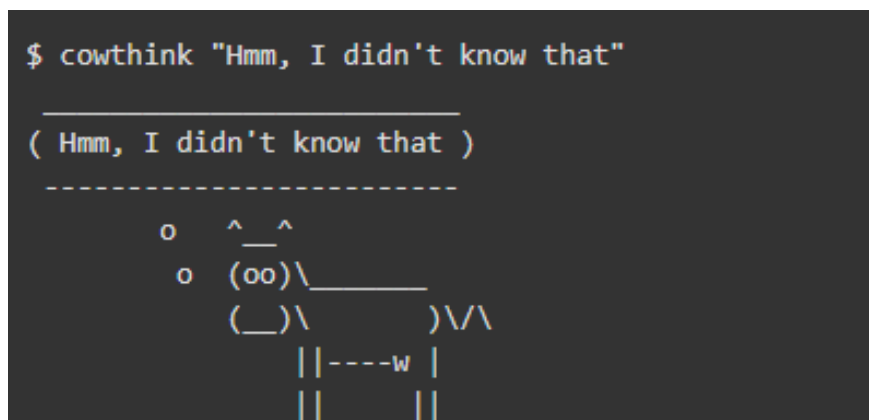 $ cowthink "Hmm, I didn't know that"
 _________________________
( Hmm, I didn't know that )
 -------------------------
        o   ^__^
         o  (oo)\_______
            (__)\       )\/\
                ||----w |
                ||     ||